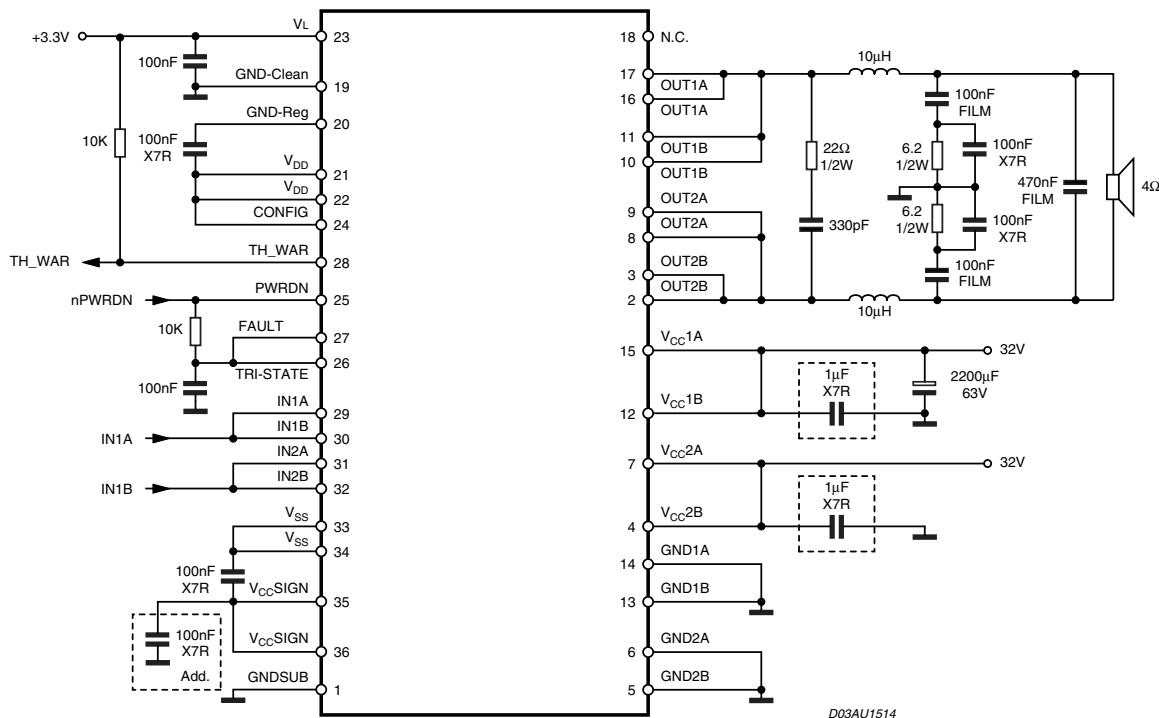 +3.3V
VL
23
100nF
GND-Clean
19
GND-Reg
20
10K
100nF
X7R
VDD
21
VDD
22
CONFIG
24
TH_WAR
TH_WAR
28
nPWRDN
PWRDN
25
10K
FAULT
27
26
TRI-STATE
100nF
IN1A
29
IN1A
IN1B
30
IN2A
31
IN1B
IN2B
32
VSS
33
VSS
34
100nF
X7R
VCCSIGN
35
100nF
X7R
Add.
VCCSIGN
36
GNDSUB
1
18
N.C.
17
OUT1A
16
OUT1A
11
OUT1B
10
OUT1B
OUT2A
9
OUT2A
8
OUT2B
3
OUT2B
2
10µH
22Ω
1/2W
330pF
10µH
100nF
FILM
6.2
1/2W
100nF
X7R
6.2
1/2W
100nF
X7R
100nF
FILM
470nF
FILM
4Ω
VCC1A
15
32V
1µF
X7R
2200µF
63V
VCC1B
12
VCC2A
7
32V
1µF
X7R
VCC2B
4
GND1A
14
GND1B
13
GND2A
6
GND2B
5
D03AU1514